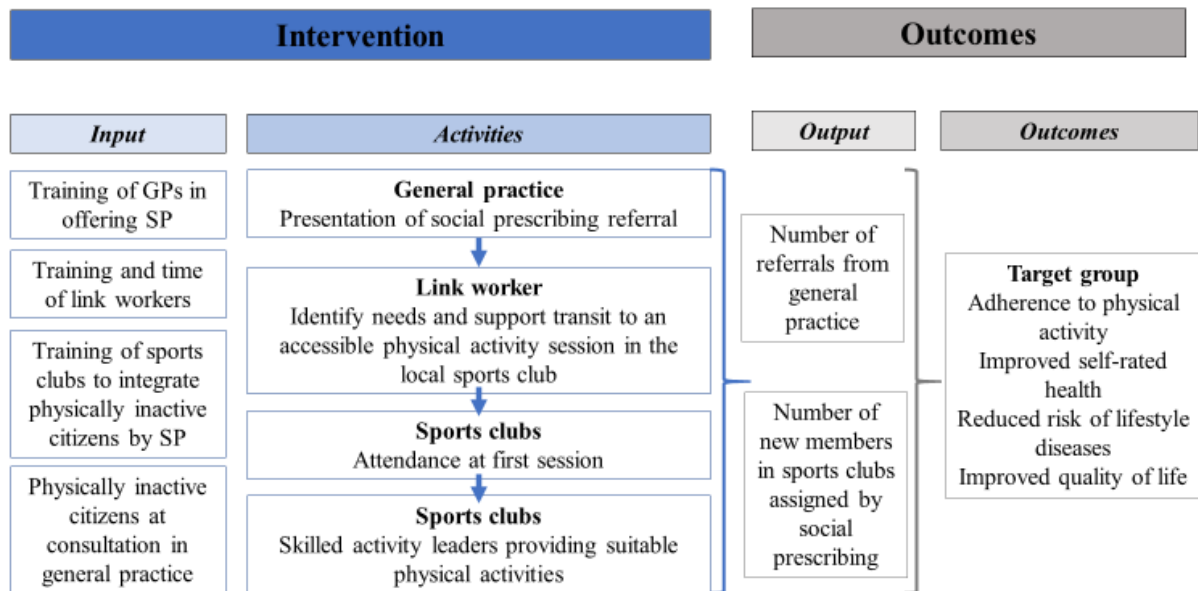 Intervention
Outcomes
Input
Activities
Output
Outcomes
Training of GPs in
offering SP
Training and time
of link workers
Training of sports
clubs to integrate
physically inactive
citizens by SP
Physically inactive
citizens at
consultation in
general practice
General practice
Presentation of social prescribing referral
Link worker
Identify needs and support transit to an
accessible physical activity session in the
local sports club
Sports clubs
Attendance at first session
Sports clubs
Skilled activity leaders providing suitable
physical activities
Number of
referrals from
general
practice
Number of
new members
in sports clubs
assigned by
social
prescribing
Target group
Adherence to physical
activity
Improved self-rated
health
Reduced risk of lifestyle
diseases
Improved quality of life